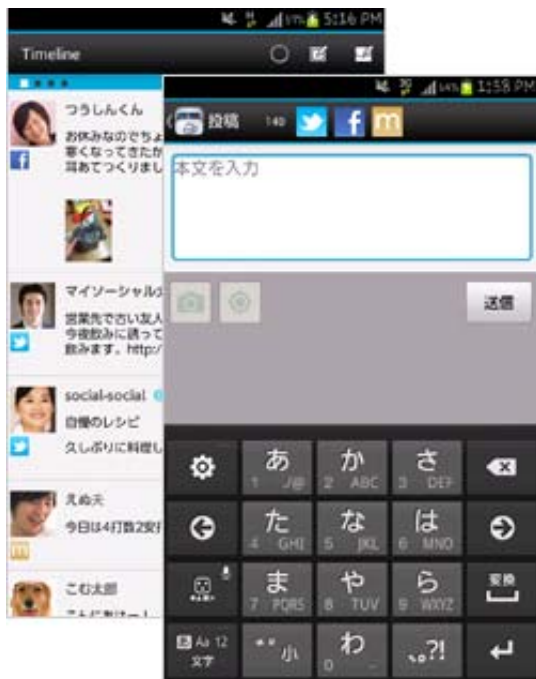 5:16 PM
Timeline
つうしんくん
お休みなのでちょ
寒くなってきたか
耳あてつくりまし
マイソーシャル
営業先で古い友人
今夜飲みに誘って
飲みます。http:/
social-social
自慢のレシピ
久しぶりに料理し
えぬ天
今日は4打数2安打
こむ太郎
1:58 PM
投稿
140
本文を入力
送信
あ か さ
1 ./@ 2 ABC 3 DEF
た な は
4 GHI 5 JKL 6 MNO
ま や ら 変換
7 PQRS 8 TUV 9 WXYZ
あA 12
文字
小 わ 、。?!
0